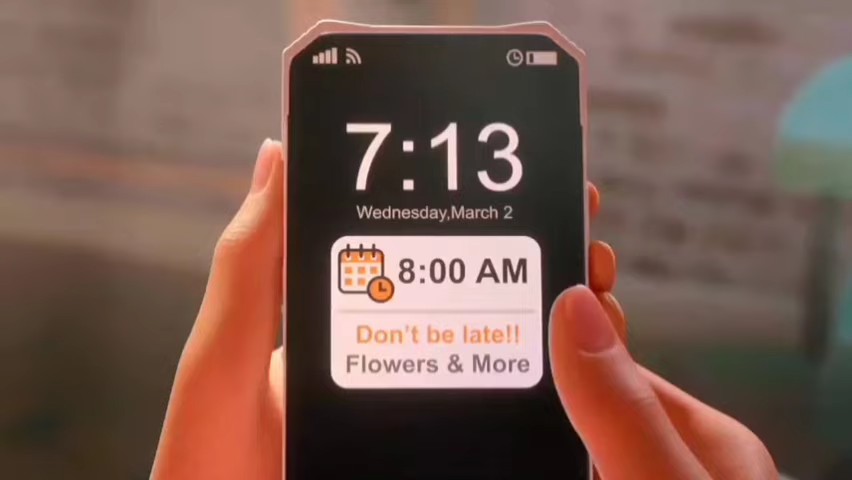 7:13
Wednesday,March 2
8:00 AM
Don't be late!!
Flowers & More